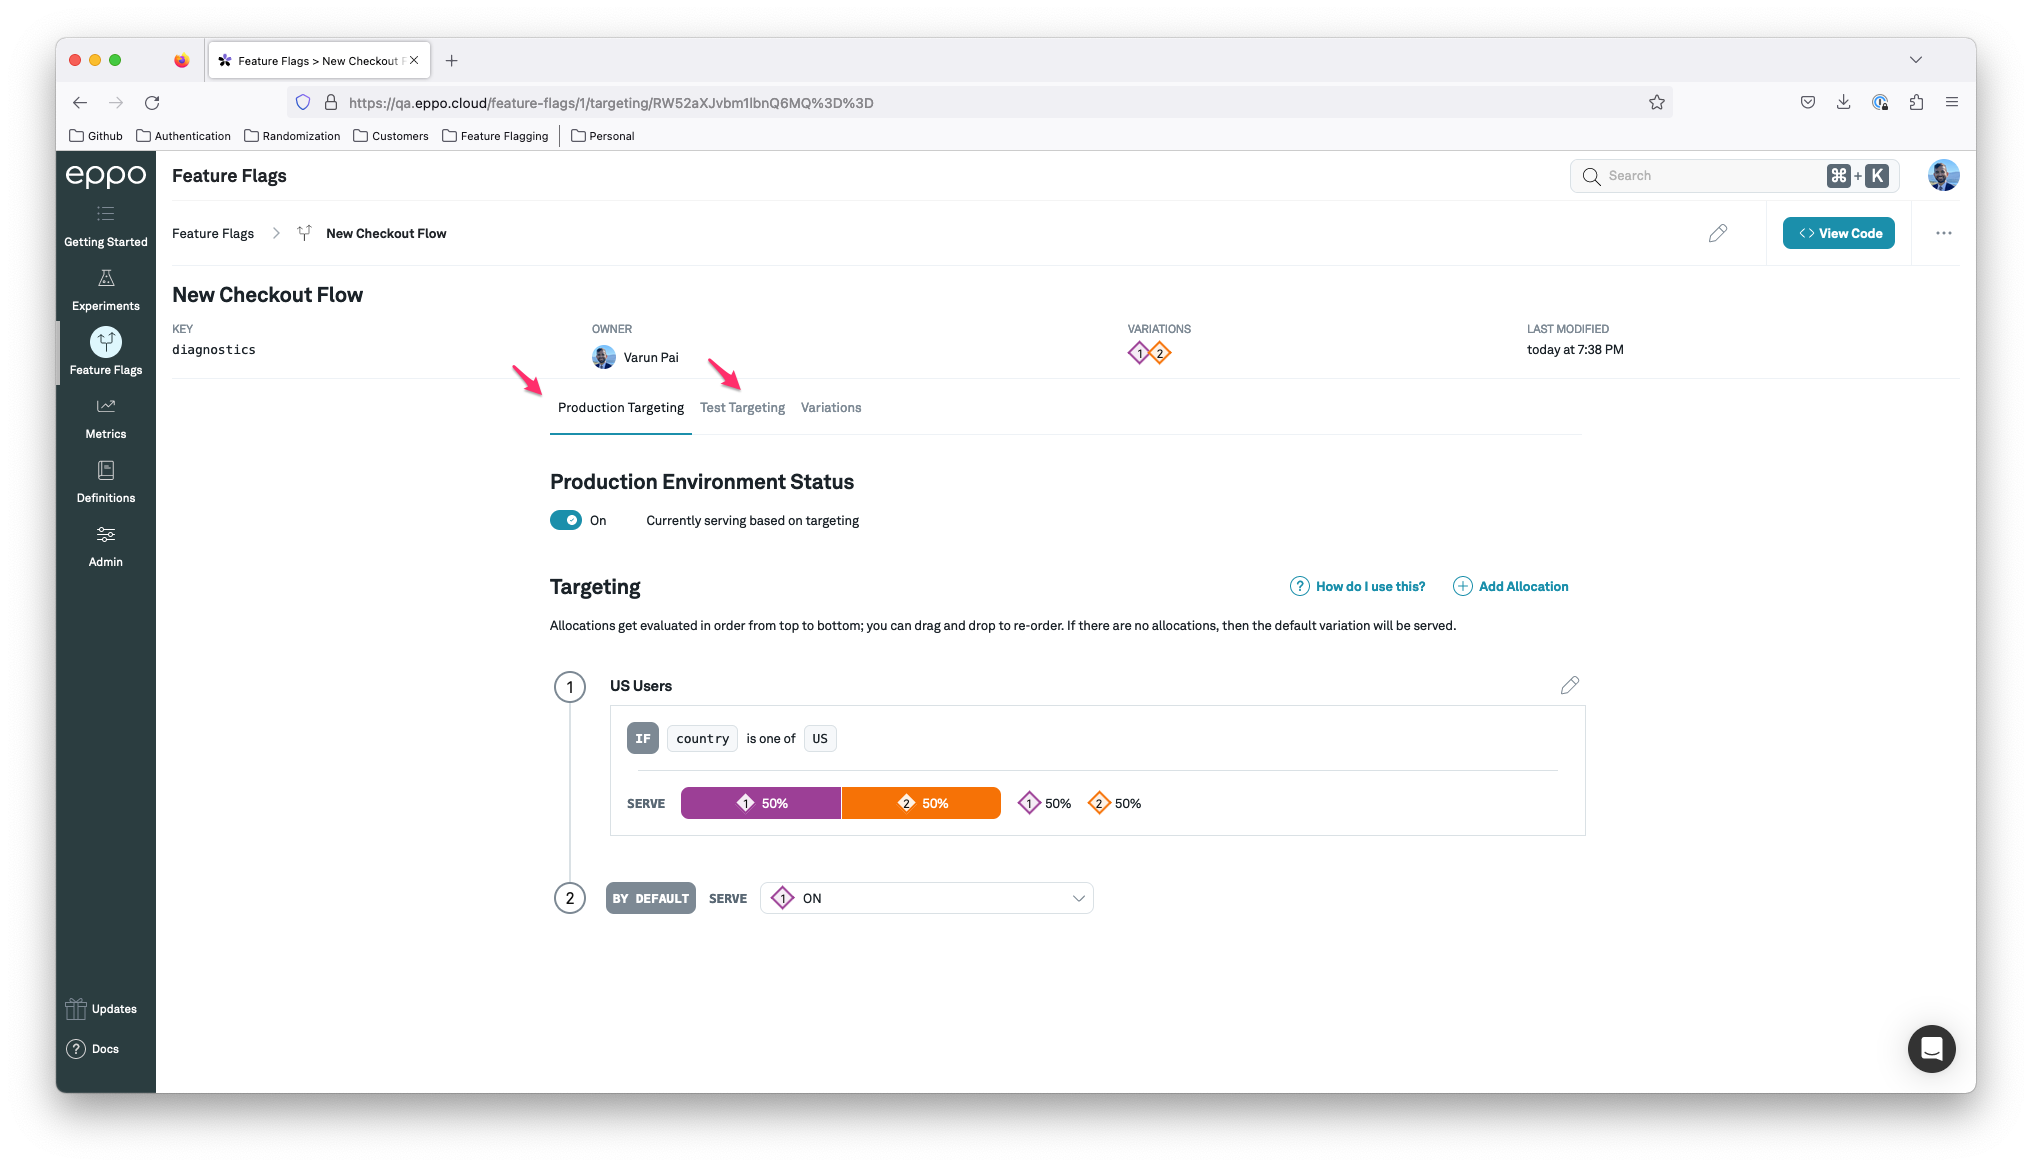 Feature Flags > New Checkout F
https://qa.eppo.cloud/feature-flags/1/targeting/RW52aXJvbm1lbnQ6MQ%3D%3D
Github Authentication Randomization Customers Feature Flagging Personal
eppo
Getting Started
Experiments
Feature Flags
Metrics
Definitions
Admin
Updates
? Docs
Feature Flags
Search ⌘ + K
Feature Flags > New Checkout Flow
<> View Code
...
New Checkout Flow
KEY OWNER VARIATIONS LAST MODIFIED
diagnostics Varun Pai 1 2 today at 7:38 PM
Production Targeting Test Targeting Variations
Production Environment Status
On Currently serving based on targeting
Targeting ? How do I use this? + Add Allocation
Allocations get evaluated in order from top to bottom; you can drag and drop to re-order. If there are no allocations, then the default variation will be served.
1 US Users
IF country is one of US
SERVE 1 50% 2 50% 1 50% 2 50%
2 BY DEFAULT SERVE 1 ON